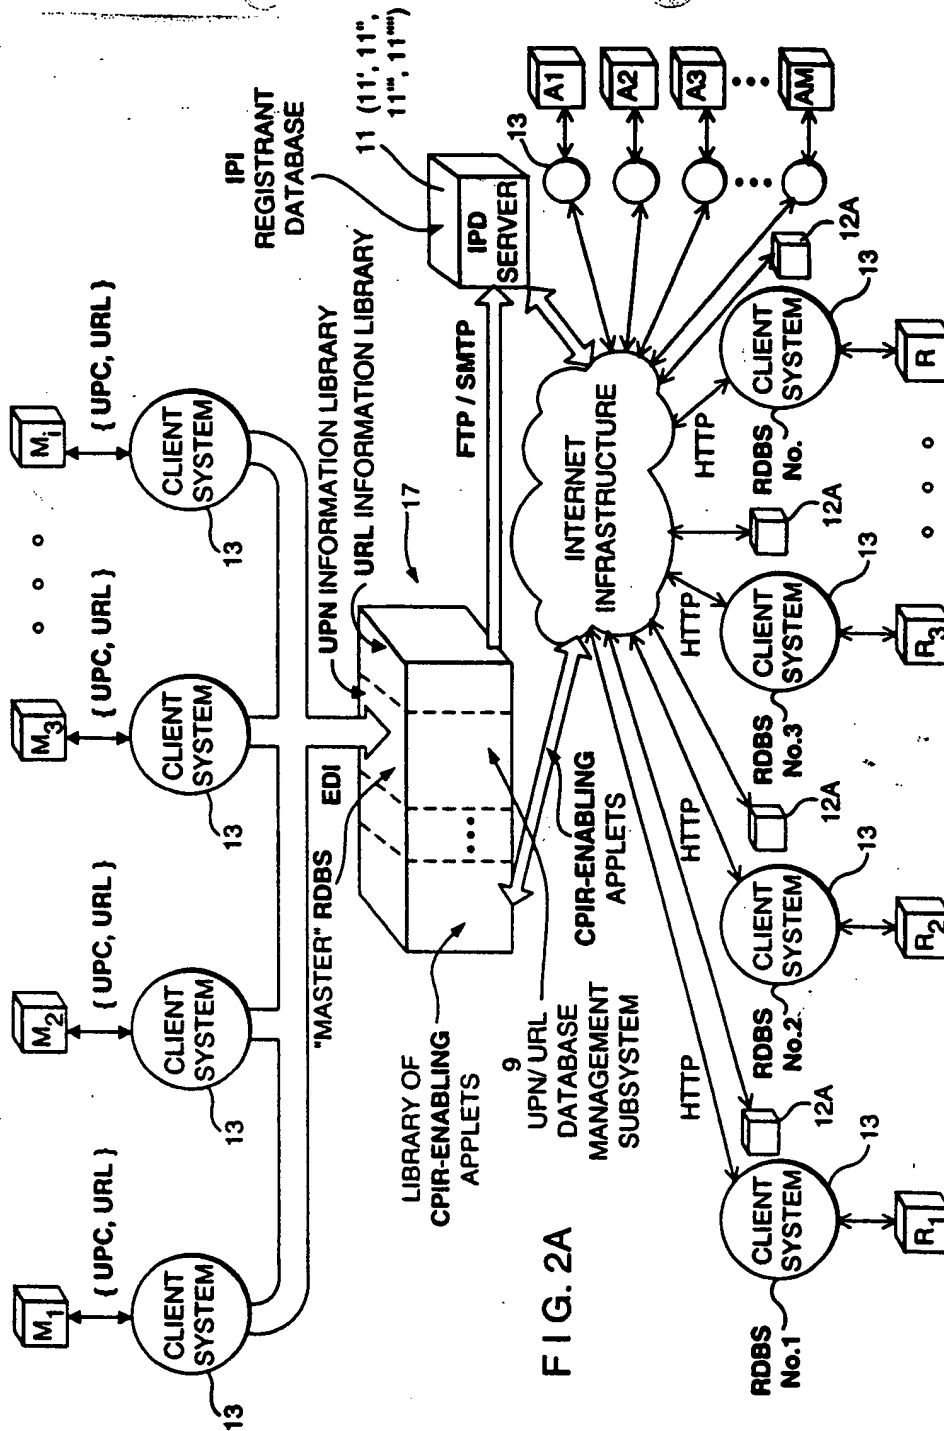 M1
M2
M3
Mi
{ UPC, URL }
{ UPC, URL }
{ UPC, URL }
{ UPC, URL }
CLIENT
SYSTEM
CLIENT
SYSTEM
CLIENT
SYSTEM
CLIENT
SYSTEM
13
13
13
13
"MASTER" RDBS
EDI
UPN INFORMATION LIBRARY
URL INFORMATION LIBRARY
17
IPI
REGISTRANT
DATABASE
11 (11', 11",
11"', 11"")
IPD
SERVER
FTP / SMTP
LIBRARY OF
CPIR-ENABLING
APPLETS
9
UPN/ URL
DATABASE
MANAGEMENT
SUBSYSTEM
CPIR-ENABLING
APPLETS
INTERNET
INFRASTRUCTURE
13
A1
A2
A3
AM
FIG. 2A
HTTP
HTTP
HTTP
HTTP
12A
12A
12A
12A
RDBS
No.1
CLIENT
SYSTEM
13
RDBS
No.2
CLIENT
SYSTEM
13
RDBS
No.3
CLIENT
SYSTEM
13
RDBS
No.
CLIENT
SYSTEM
13
R1
R2
R3
R